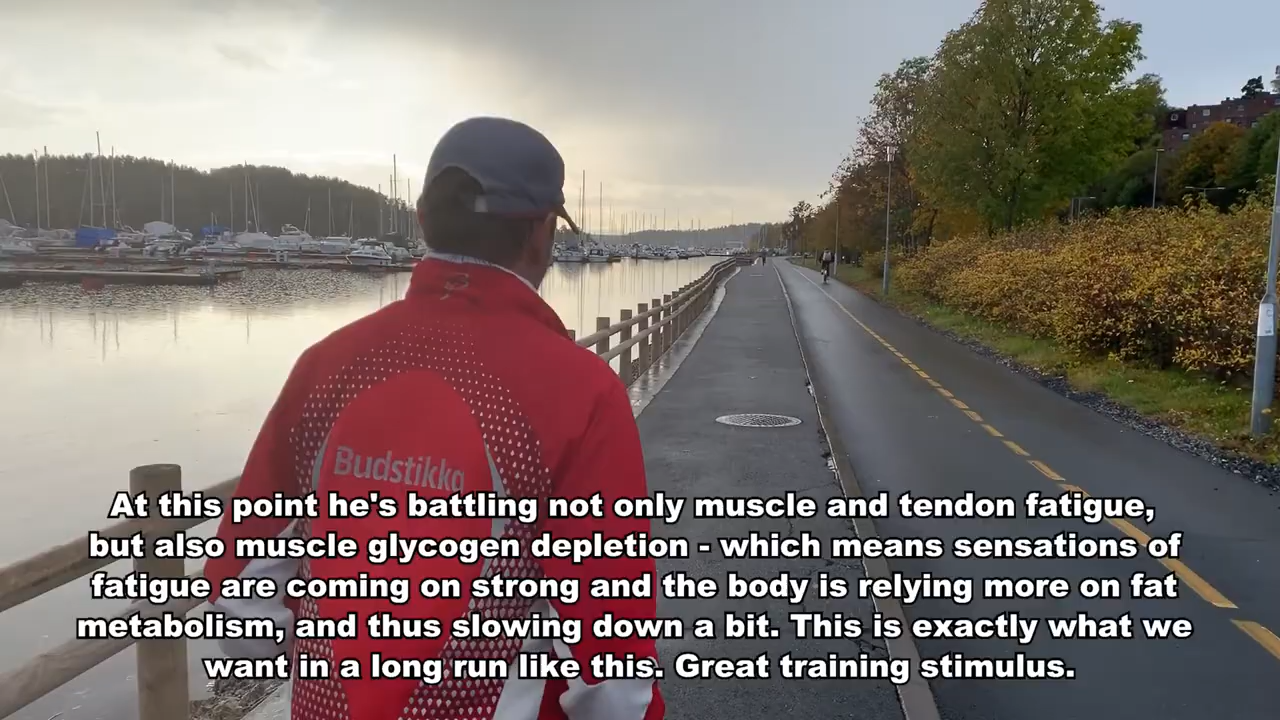 Budstikka
At this point he's battling not only muscle and tendon fatigue,
but also muscle glycogen depletion - which means sensations of
fatigue are coming on strong and the body is relying more on fat
metabolism, and thus slowing down a bit. This is exactly what we
want in a long run like this. Great training stimulus.